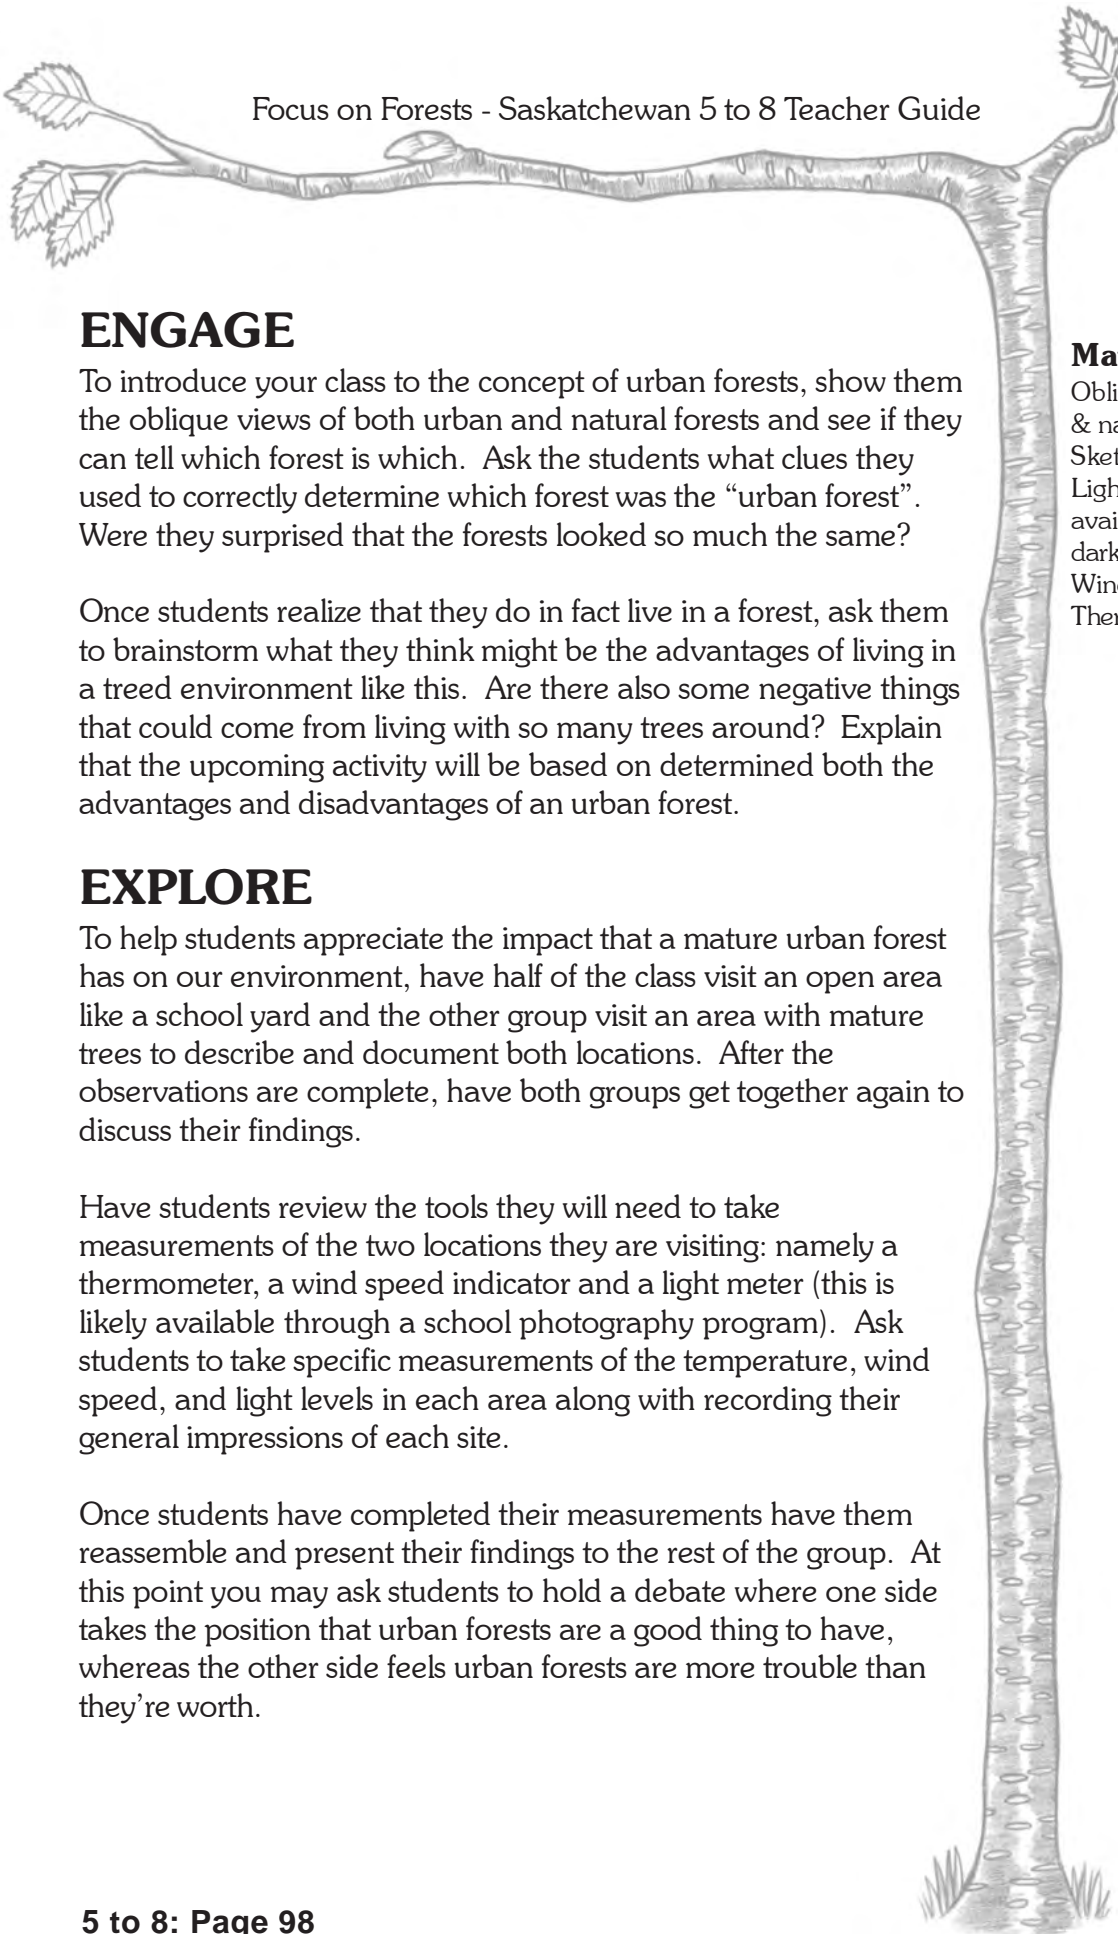 Focus on Forests - Saskatchewan 5 to 8 Teacher Guide
ENGAGE
To introduce your class to the concept of urban forests, show them
the oblique views of both urban and natural forests and see if they
can tell which forest is which. Ask the students what clues they
used to correctly determine which forest was the “urban forest”.
Were they surprised that the forests looked so much the same?
Once students realize that they do in fact live in a forest, ask them
to brainstorm what they think might be the advantages of living in
a treed environment like this. Are there also some negative things
that could come from living with so many trees around? Explain
that the upcoming activity will be based on determined both the
advantages and disadvantages of an urban forest.
EXPLORE
To help students appreciate the impact that a mature urban forest
has on our environment, have half of the class visit an open area
like a school yard and the other group visit an area with mature
trees to describe and document both locations. After the
observations are complete, have both groups get together again to
discuss their findings.
Have students review the tools they will need to take
measurements of the two locations they are visiting: namely a
thermometer, a wind speed indicator and a light meter (this is
likely available through a school photography program). Ask
students to take specific measurements of the temperature, wind
speed, and light levels in each area along with recording their
general impressions of each site.
Once students have completed their measurements have them
reassemble and present their findings to the rest of the group. At
this point you may ask students to hold a debate where one side
takes the position that urban forests are a good thing to have,
whereas the other side feels urban forests are more trouble than
they’re worth.
5 to 8: Page 98
&